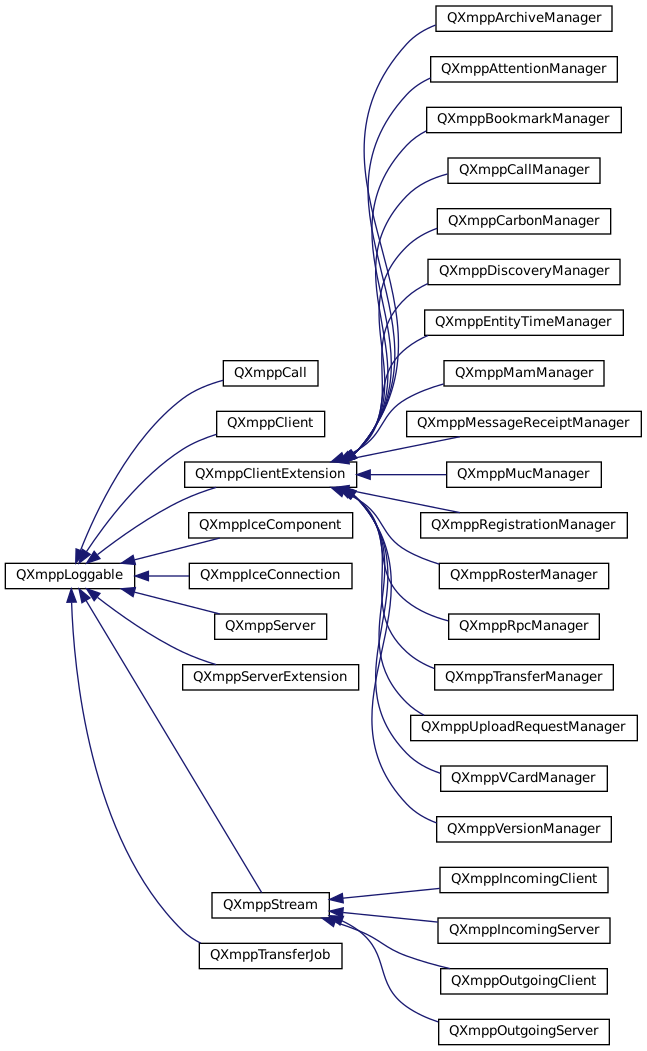 QXmppArchiveManager
QXmppAttentionManager
QXmppBookmarkManager
QXmppCallManager
QXmppCarbonManager
QXmppDiscoveryManager
QXmppEntityTimeManager
QXmppCall
QXmppMamManager
QXmppClient
QXmppMessageReceiptManager
QXmppClientExtension
QXmppMucManager
QXmppIceComponent
QXmppRegistrationManager
QXmppLoggable
QXmppIceConnection
QXmppRosterManager
QXmppServer
QXmppRpcManager
QXmppServerExtension
QXmppTransferManager
QXmppUploadRequestManager
QXmppVCardManager
QXmppVersionManager
QXmppIncomingClient
QXmppStream
QXmppIncomingServer
QXmppTransferJob
QXmppOutgoingClient
QXmppOutgoingServer